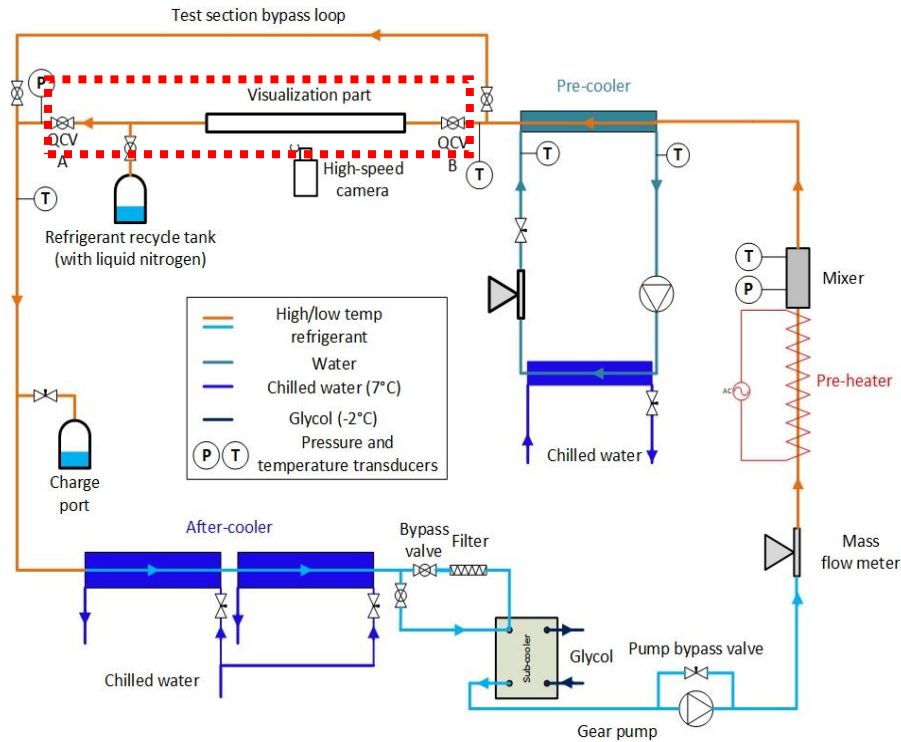 Test section bypass loop
P
Visualization part
Pre-cooler
QCV
A
QCV
B
T
T
T
High-speed
camera
T
Refrigerant recycle tank
(with liquid nitrogen)
T
P
Mixer
High/low temp
refrigerant
Water
Chilled water (7°C)
Glycol (-2°C)
P T
Pressure and
temperature transducers
AC
Pre-heater
Chilled water
Charge
port
After-cooler
Bypass
valve
Filter
Mass
flow meter
Sub-cooler
Glycol
Chilled water
Pump bypass valve
Gear pump